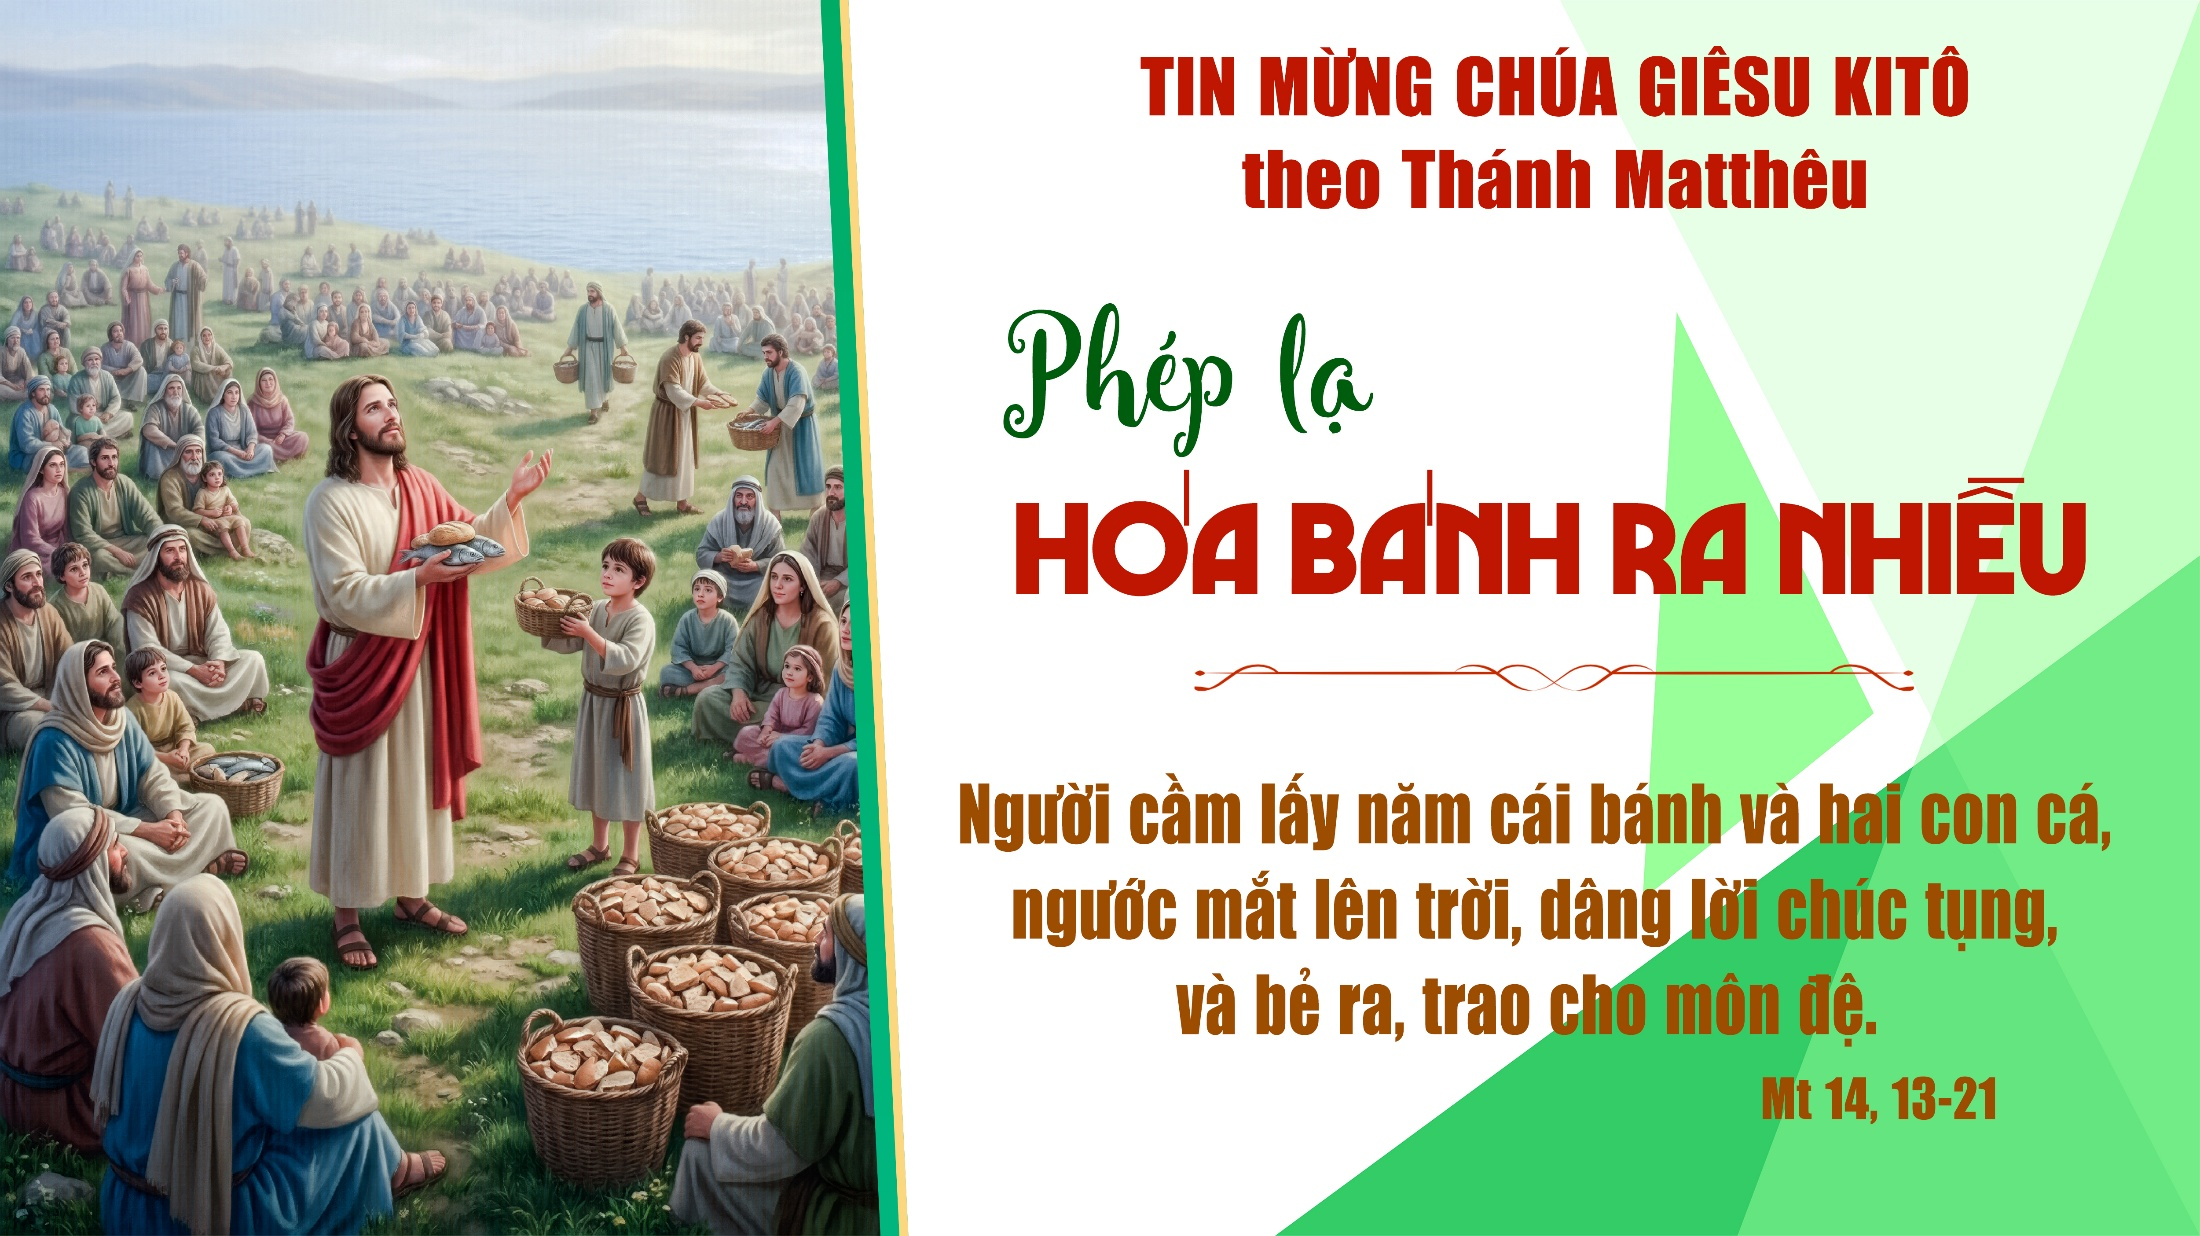 TIN MỪNG CHÚA GIÊSU KITÔ
theo Thánh Matthêu
Phép lạ
HÓA BÁNH RA NHIỀU
Người cầm lấy năm cái bánh và hai con cá,
ngước mắt lên trời, dâng lời chúc tụng,
và bẻ ra, trao cho môn đệ.
Mt 14, 13-21